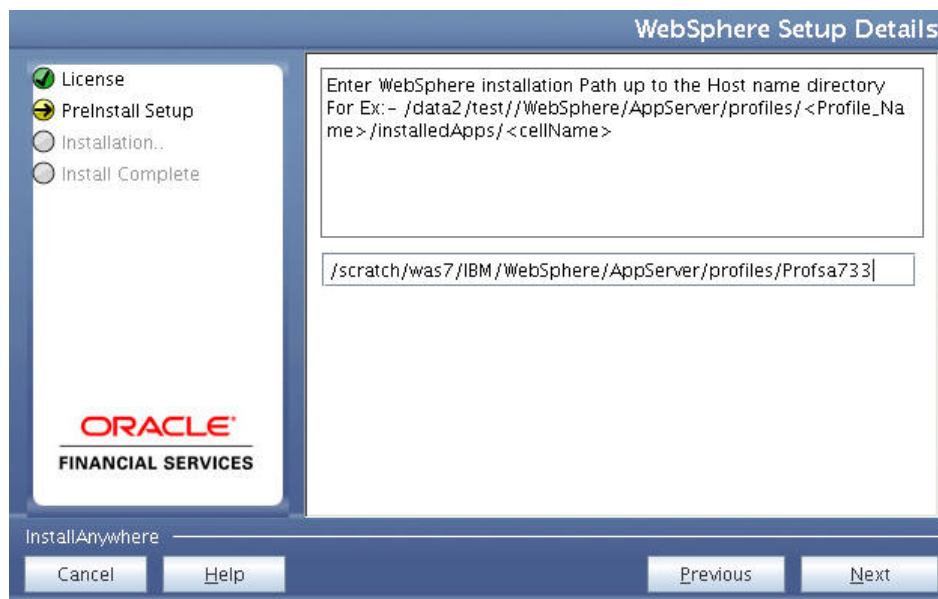 WebSphere Setup Details
License
PreInstall Setup
Installation..
Install Complete
Enter WebSphere installation Path up to the Host name directory
For Ex:- /data2/test//WebSphere/AppServer/profiles/<Profile_Na
me>/installedApps/<cellName>
/scratch/was7/IBM/WebSphere/AppServer/profiles/Profsa733
ORACLE
FINANCIAL SERVICES
InstallAnywhere
Cancel Help Previous Next